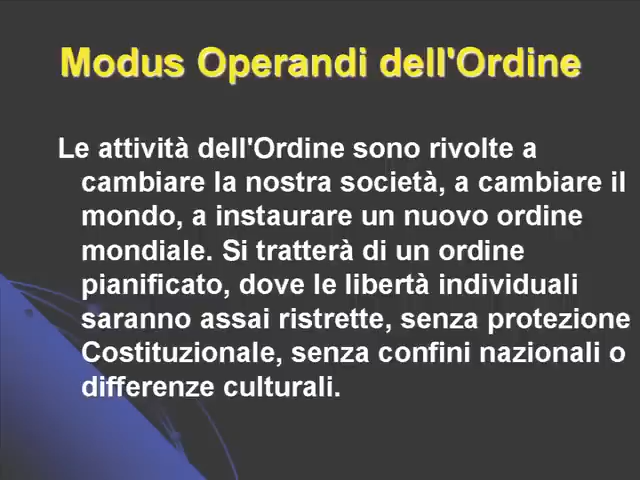 Modus Operandi dell'Ordine
Le attività dell'Ordine sono rivolte a
cambiare la nostra società, a cambiare il
mondo, a instaurare un nuovo ordine
mondiale. Si tratterà di un ordine
pianificato, dove le libertà individuali
saranno assai ristrette, senza protezione
Costituzionale, senza confini nazionali o
differenze culturali.